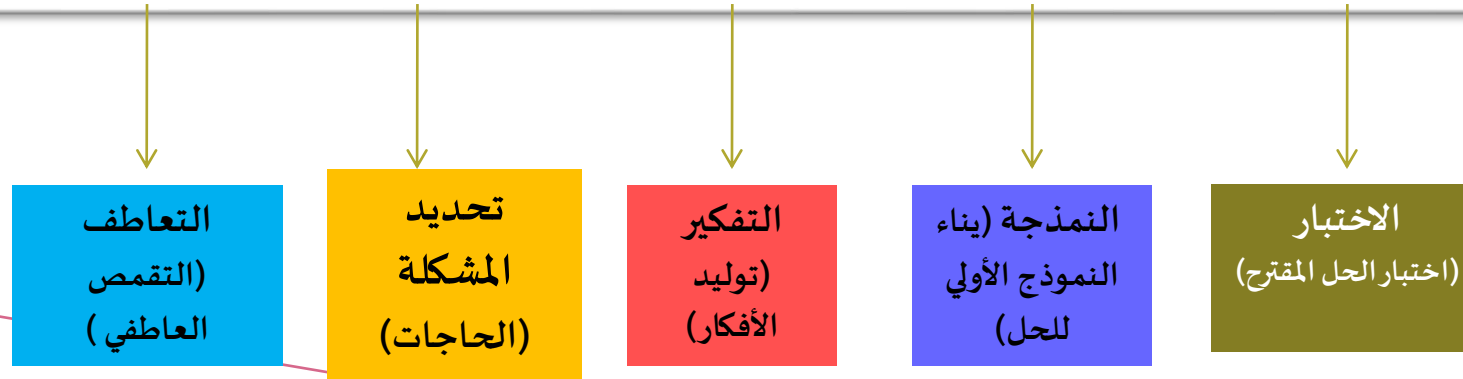 التعاطف
(التقمص
العاطفي )
تحديد
المشكلة
(الحاجات)
التفكير
(توليد
الأفكار)
النمذجة (يناء
النموذج الأولي
للحل)
الاختبار
(اختبار الحل المقترح)